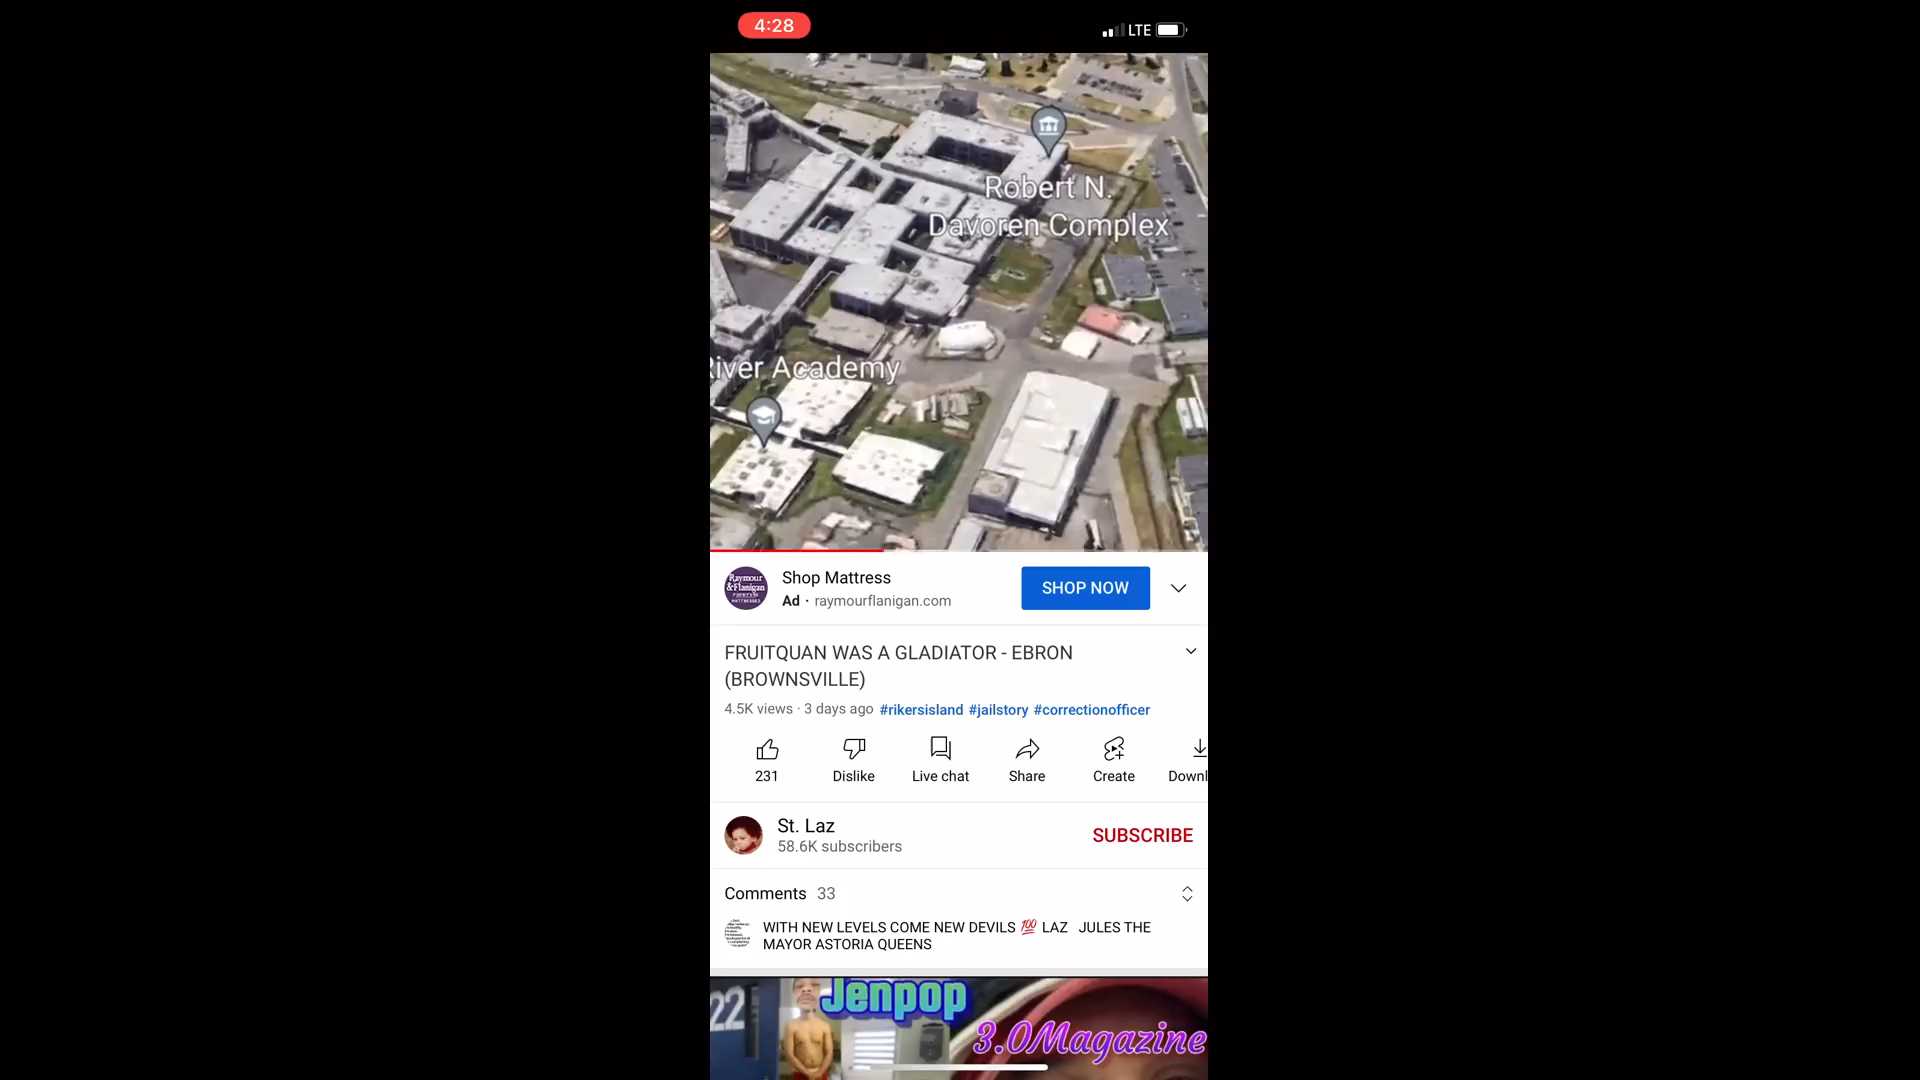 4:28
LTE
Robert N.
Davoren Complex
River Academy
Raymour
&Flanigan
Shop Mattress
Ad · raymourflanigan.com
SHOP NOW
FRUITQUAN WAS A GLADIATOR - EBRON
(BROWNSVILLE)
4.5K views · 3 days ago #rikersisland #jailstory #correctionofficer
231
Dislike
Live chat
Share
Create
Downl
St. Laz
58.6K subscribers
SUBSCRIBE
Comments 33
WITH NEW LEVELS COME NEW DEVILS 💯 LAZ JULES THE
MAYOR ASTORIA QUEENS
22
Jenpop
3.0Magazine